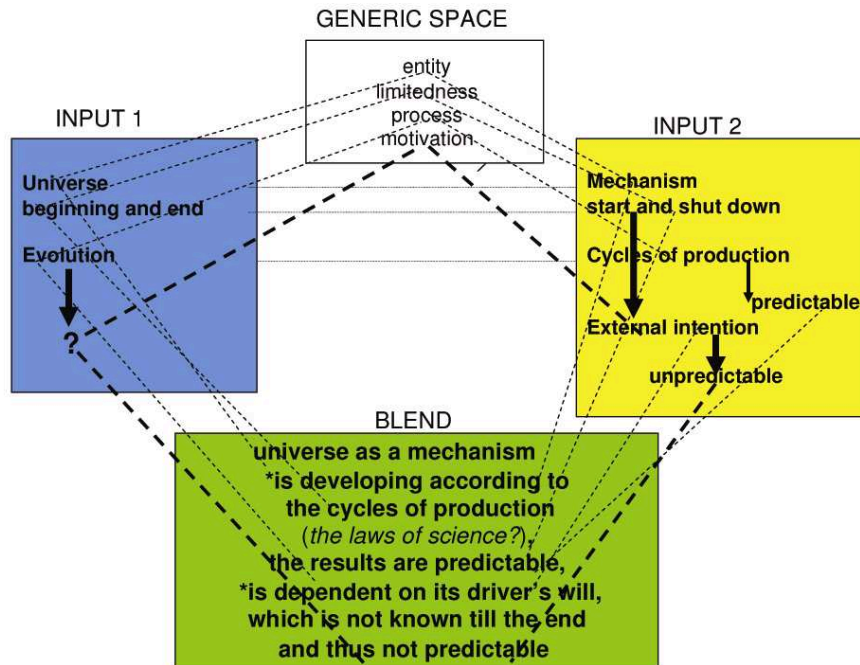 GENERIC SPACE
entity
limitedness
process
motivation
INPUT 1
Universe
beginning and end
Evolution
?
INPUT 2
Mechanism
start and shut down
Cycles of production
predictable
External intention
unpredictable
BLEND
universe as a mechanism
*is developing according to
the cycles of production
(the laws of science?),
the results are predictable,
*is dependent on its driver's will,
which is not known till the end
and thus not predictable